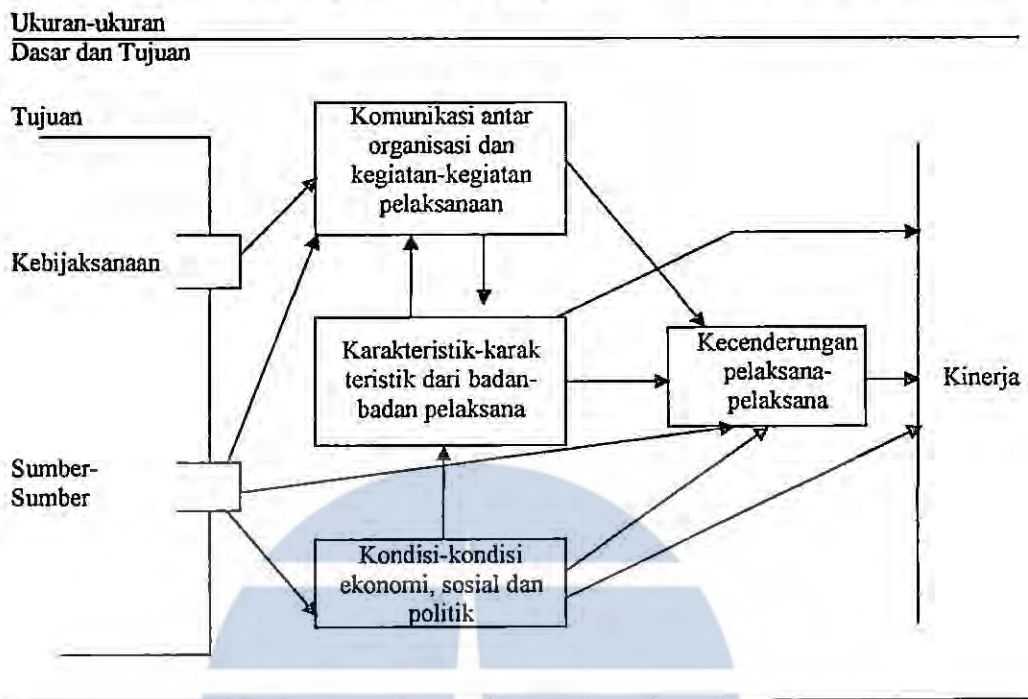 Ukuran-ukuran
Dasar dan Tujuan
Tujuan
Kebijaksanaan
Sumber-
Sumber
Komunikasi antar
organisasi dan
kegiatan-kegiatan
pelaksanaan
Karakteristik-karak
teristik dari badan-
badan pelaksana
Kondisi-kondisi
ekonomi, sosial dan
politik
Kecenderungan
pelaksana-
pelaksana
Kinerja